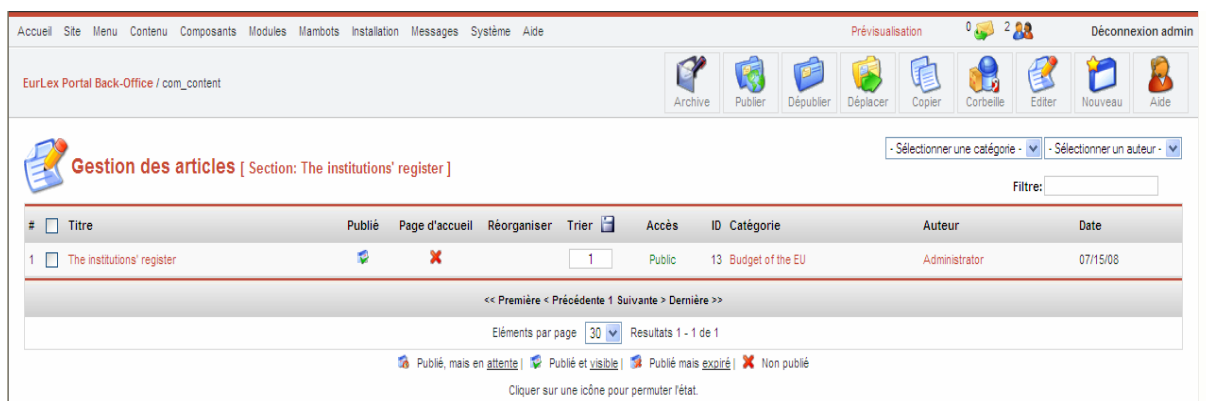 Accueil Site Menu Contenu Composants Modules Mambots Installation Messages Système Aide Prévisualisation 0 2 Déconnexion admin
EurLex Portal Back-Office / com_content
Archive Publier Dépublier Déplacer Copier Corbeille Editer Nouveau Aide
- Sélectionner une catégorie - - Sélectionner un auteur -
Gestion des articles [ Section: The institutions' register ]
Filtre:
# Titre Publié Page d'accueil Réorganiser Trier Accès ID Catégorie Auteur Date
1 The institutions' register 1 Public 13 Budget of the EU Administrator 07/15/08
<< Première < Précédente 1 Suivante > Dernière >>
Eléments par page 30 Resultats 1 - 1 de 1
Publié, mais en attente | Publié et visible | Publié mais expiré | Non publié
Cliquer sur une icône pour permuter l'état.